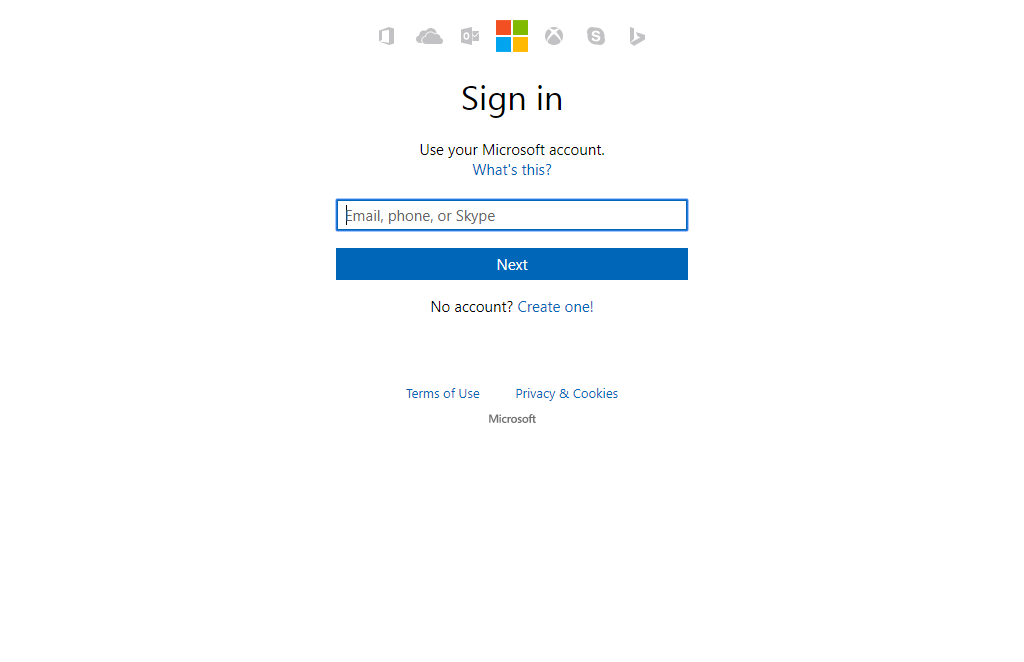 Sign in
Use your Microsoft account.
What's this?
Email, phone, or Skype
Next
No account? Create one!
Terms of Use Privacy & Cookies
Microsoft